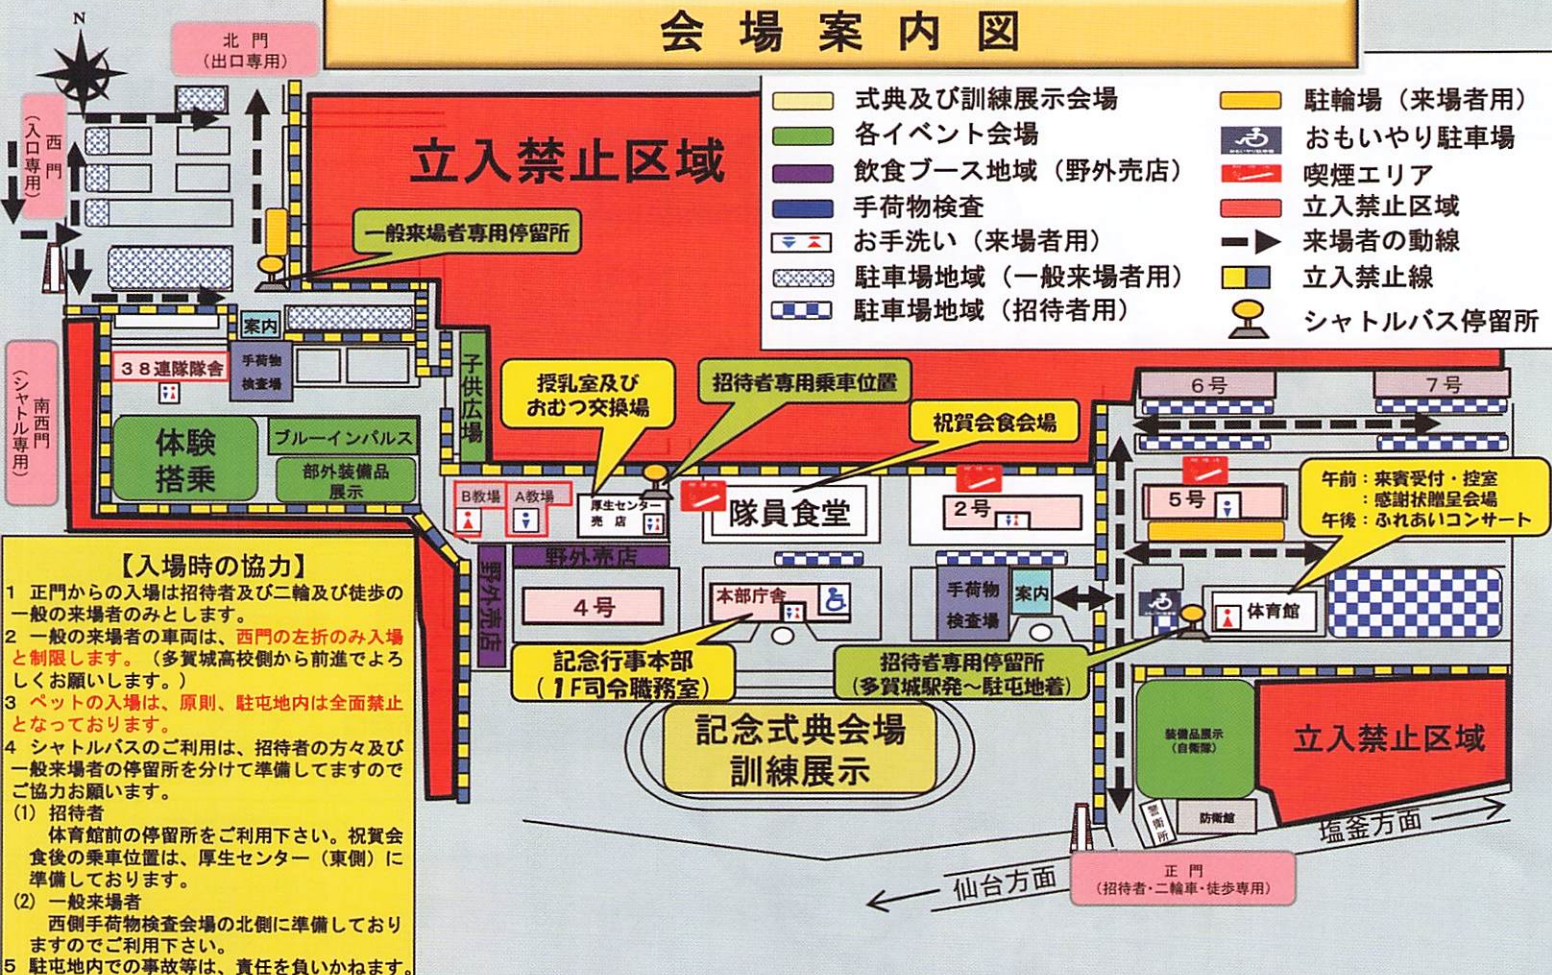 会場案内図
N
北門
（出口専用）
西門
（入口専用）
南西門
（シャトル専用）
立入禁止区域
式典及び訓練展示会場
各イベント会場
飲食ブース地域（野外売店）
手荷物検査
お手洗い（来場者用）
駐車場地域（一般来場者用）
駐車場地域（招待者用）
駐輪場（来場者用）
おもいやり駐車場
喫煙エリア
立入禁止区域
来場者の動線
立入禁止線
シャトルバス停留所
一般来場者専用停留所
案内
38連隊隊舎
手荷物
検査場
子供広場
体験
搭乗
ブルーインパルス
部外装備品
展示
授乳室及び
おむつ交換場
招待者専用乗車位置
祝賀会食会場
6号
7号
B教場
A教場
厚生センター
売店
隊員食堂
2号
5号
午前：来賓受付・控室
：感謝状贈呈会場
午後：ふれあいコンサート
野外売店
野外売店
4号
本部庁舎
手荷物
検査場
案内
体育館
記念行事本部
（1F司令職務室）
招待者専用停留所
（多賀城駅発～駐屯地着）
記念式典会場
訓練展示
装備品展示
（自衛隊）
立入禁止区域
警衛所
防衛館
塩釜方面
仙台方面
正門
（招待者・二輪車・徒歩専用）
【入場時の協力】
1 正門からの入場は招待者及び二輪及び徒歩の
一般の来場者のみとします。
2 一般の来場者の車両は、西門の左折のみ入場
と制限します。（多賀城高校側から前進でよろ
しくお願いします。）
3 ペットの入場は、原則、駐屯地内は全面禁止
となっております。
4 シャトルバスのご利用は、招待者の方々及び
一般来場者の停留所を分けて準備してますので
ご協力お願います。
(1) 招待者
体育館前の停留所をご利用下さい。祝賀会
食後の乗車位置は、厚生センター（東側）に
準備しております。
(2) 一般来場者
西側手荷物検査会場の北側に準備しており
ますのでご利用下さい。
5 駐屯地内での事故等は、責任を負いかねます。